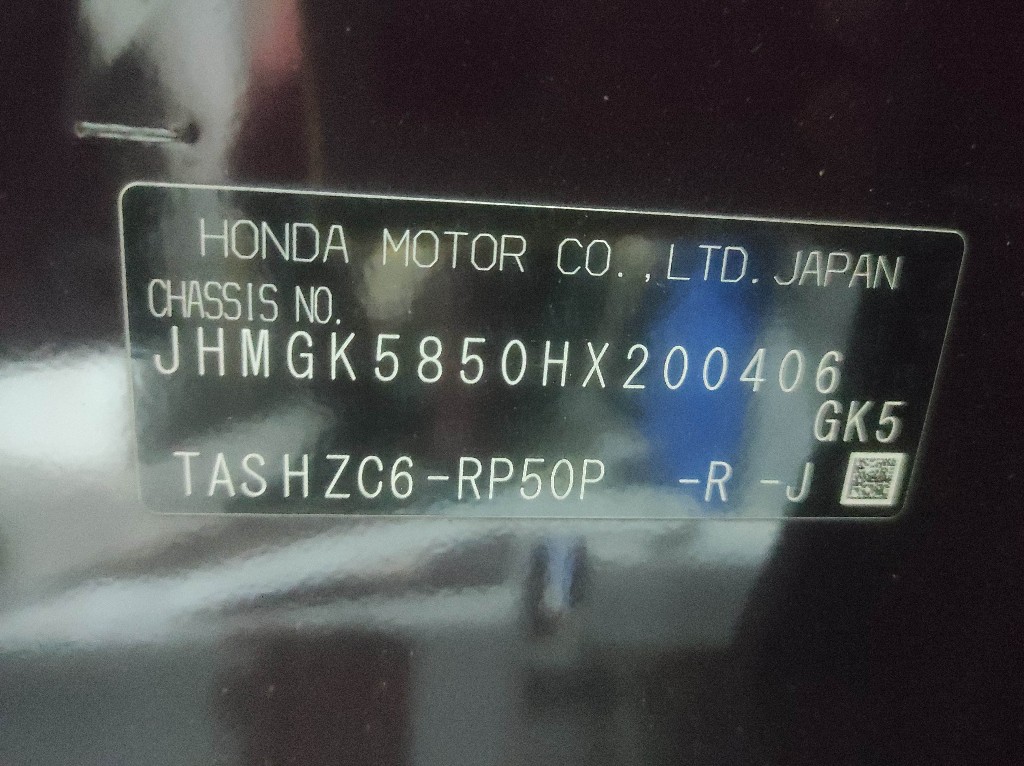 HONDA MOTOR CO.,LTD. JAPAN
CHASSIS NO.
JHMGK5850HX200406
GK5
TASHZC6-RP50P -R -J